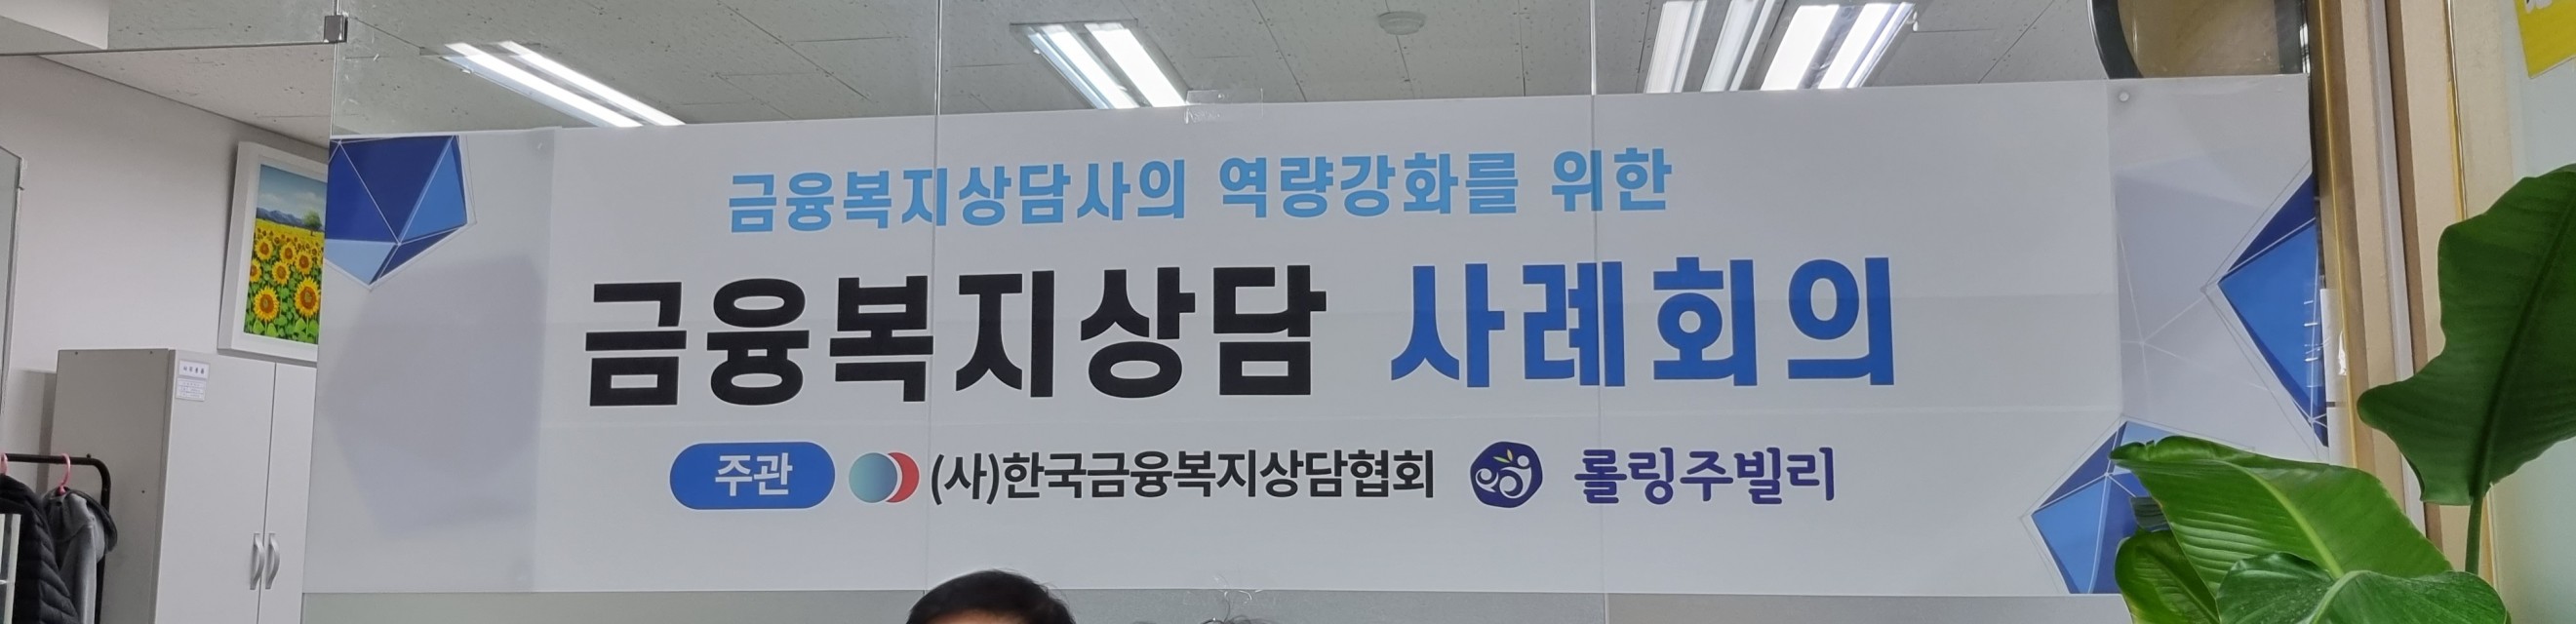 금융복지상담사의 역량강화를 위한
금융복지상담 사례회의
주관 (사)한국금융복지상담협회 롤링주빌리